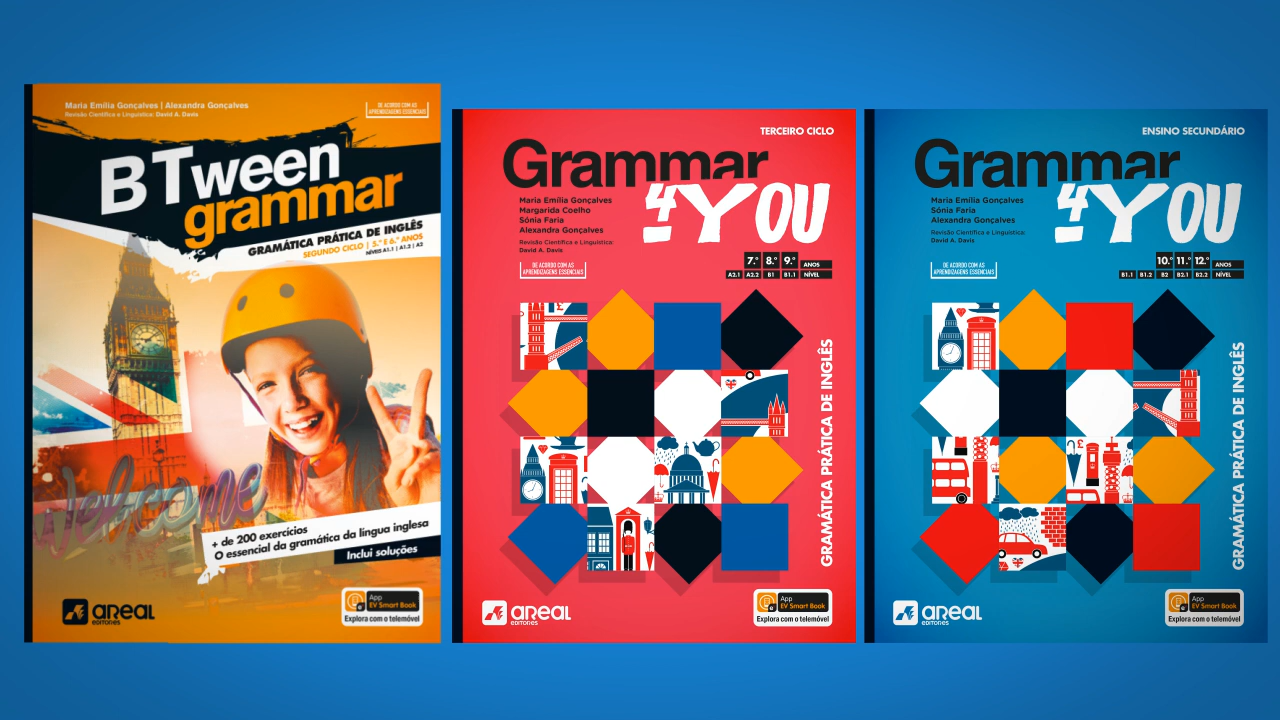 Maria Emília Gonçalves | Alexandra Gonçalves
Revisão Científica e Linguística: David A. Davis
DE ACORDO COM AS
APRENDIZAGENS ESSENCIAIS
BTween
grammar
GRAMÁTICA PRÁTICA DE INGLÊS
SEGUNDO CICLO | 5.º E 6.º ANOS
NÍVEIS A1.1 | A1.2 | A2
Welcome
+ de 200 exercícios
O essencial da gramática da língua inglesa
Inclui soluções
areal
EDITORES
App
EV Smart Book
Explora com o telemóvel
TERCEIRO CICLO
Grammar
4YOU
Maria Emília Gonçalves
Margarida Coelho
Sónia Faria
Alexandra Gonçalves
Revisão Científica e Linguística:
David A. Davis
DE ACORDO COM AS
APRENDIZAGENS ESSENCIAIS
7.º 8.º 9.º ANOS
A2.1 A2.2 B1 B1.1 NÍVEL
GRAMÁTICA PRÁTICA DE INGLÊS
areal
EDITORES
App
EV Smart Book
Explora com o telemóvel
ENSINO SECUNDÁRIO
Grammar
4YOU
Maria Emília Gonçalves
Sónia Faria
Alexandra Gonçalves
Revisão Científica e Linguística:
David A. Davis
DE ACORDO COM AS
APRENDIZAGENS ESSENCIAIS
10.º 11.º 12.º ANOS
B1.1 B1.2 B2 B2.1 B2.2 NÍVEL
GRAMÁTICA PRÁTICA DE INGLÊS
areal
EDITORES
App
EV Smart Book
Explora com o telemóvel